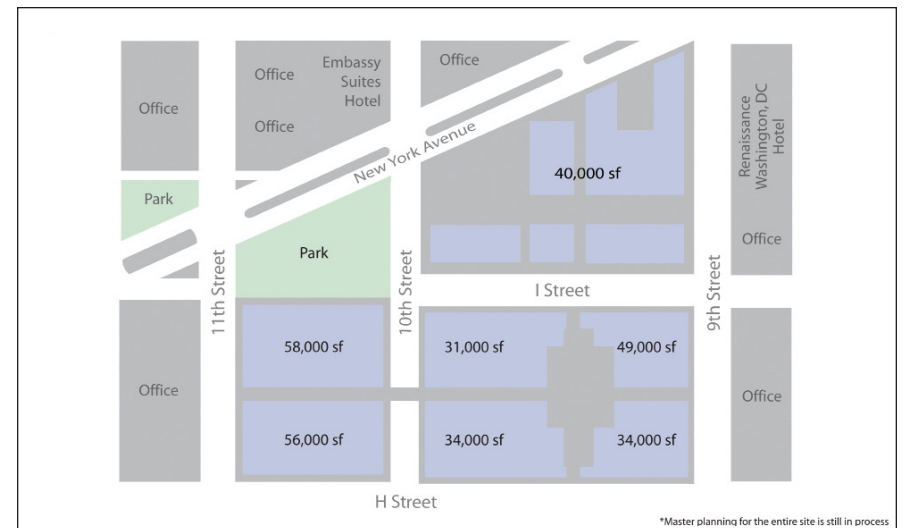 Office
Embassy
Suites
Hotel
Office
Office
Office
Office
New York Avenue
Renaissance
Washington, DC
Hotel
40,000 sf
Park
Park
Office
11th Street
10th Street
9th Street
I Street
58,000 sf
31,000 sf
49,000 sf
Office
Office
56,000 sf
34,000 sf
34,000 sf
H Street
*Master planning for the entire site is still in process